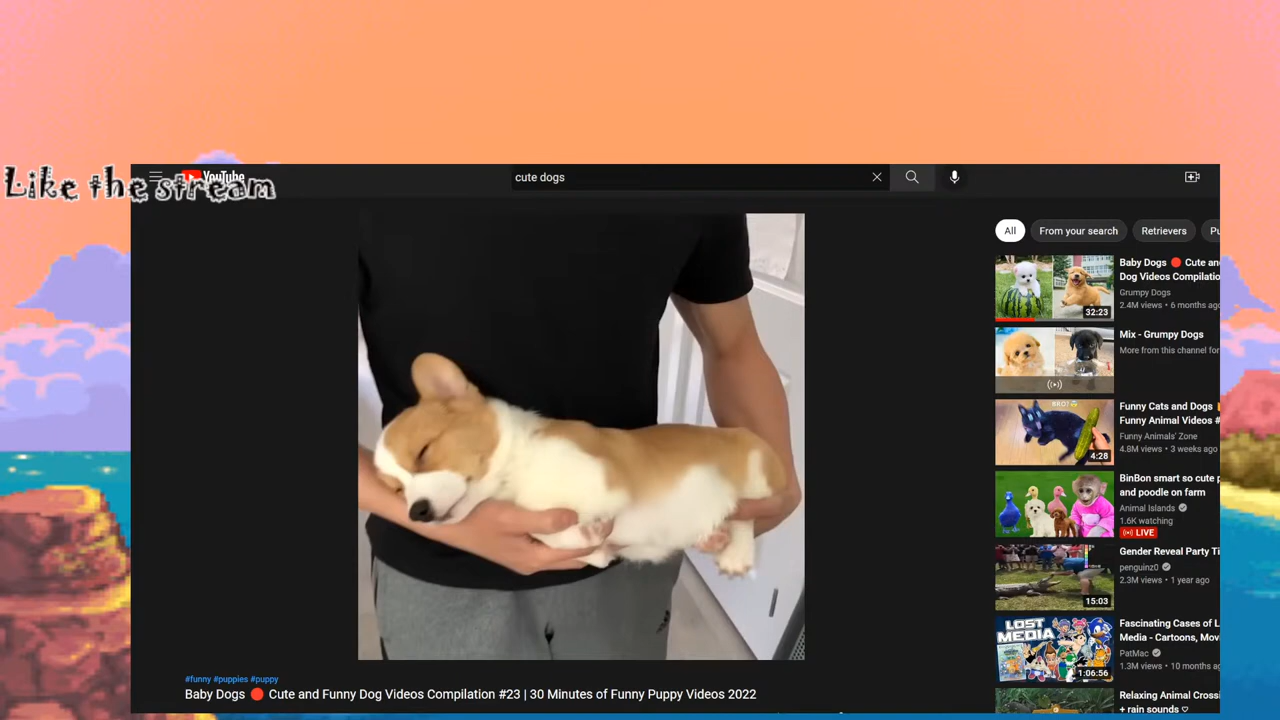 Like the stream
YouTube
cute dogs
All
From your search
Retrievers
Pu
Baby Dogs 🔴 Cute and
Dog Videos Compilatio
Grumpy Dogs
2.4M views • 6 months ago
32:23
Mix - Grumpy Dogs
More from this channel for
Funny Cats and Dogs
Funny Animal Videos #
Funny Animals' Zone
4.8M views • 3 weeks ago
4:28
BinBon smart so cute p
and poodle on farm
Animal Islands
1.6K watching
LIVE
Gender Reveal Party Ti
penguinz0
2.3M views • 1 year ago
15:03
Fascinating Cases of L
Media - Cartoons, Mov
PatMac
1.3M views • 10 months ag
LOST
MEDIA
1:06:56
Relaxing Animal Crossi
+ rain sounds ♡
#funny #puppies #puppy
Baby Dogs 🔴 Cute and Funny Dog Videos Compilation #23 | 30 Minutes of Funny Puppy Videos 2022